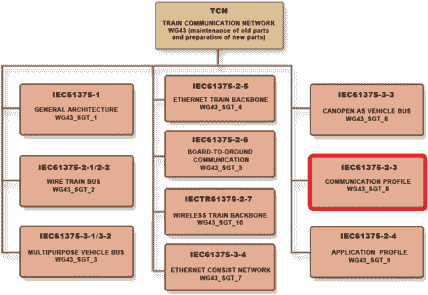 TCN
TRAIN COMMUNICATION NETWORK
WG43 (maintenance of old parts
and preparation of new parts)
IEC61375-1
GENERAL ARCHITECTURE
WG43_SGT_1
IEC61375-2-1/2-2
WIRE TRAIN BUS
WG43_SGT_2
IEC61375-3-1/3-2
MULTIPURPOSE VEHICLE BUS
WG43_SGT_3
IEC61375-2-5
ETHERNET TRAIN BACKBONE
WG43_SGT_4
IEC61375-2-6
BOARD-TO-GROUND
COMMUNICATION
WG43_SGT_5
IECTR61375-2-7
WIRELESS TRAIN BACKBONE
WG43_SGT_10
IEC61375-3-4
ETHERNET CONSIST NETWORK
WG43_SGT_7
IEC61375-3-3
CANOPEN AS VEHICLE BUS
WG43_SGT_6
IEC61375-2-3
COMMUNICATION PROFILE
WG43_SGT_8
IEC61375-2-4
APPLICATION PROFILE
WG43_SGT_9